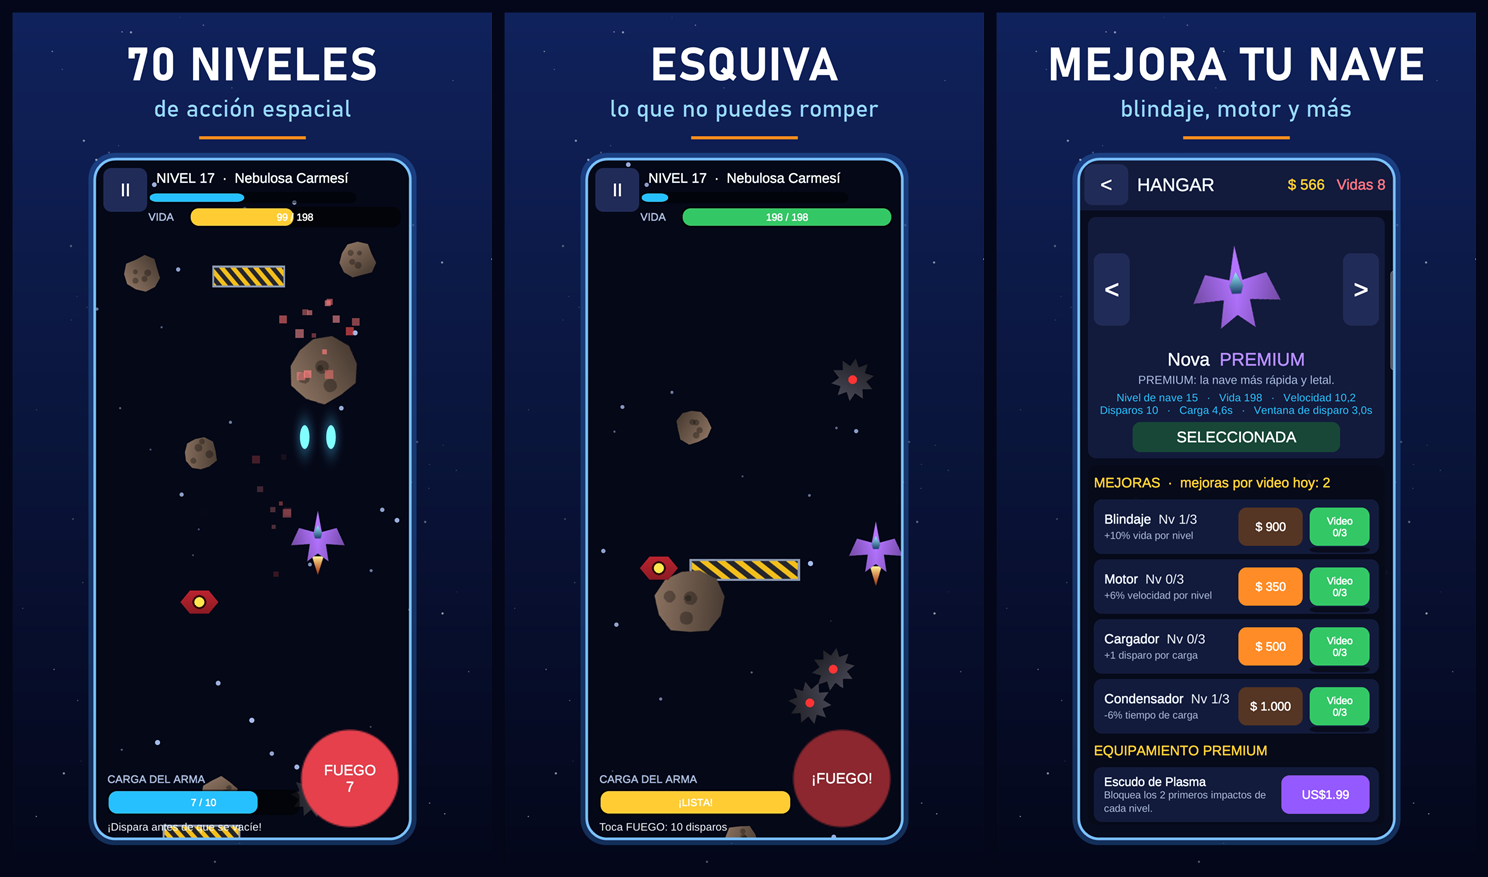 70 NIVELES
de acción espacial
II
NIVEL 17 · Nebulosa Carmesí
VIDA
99 / 198
CARGA DEL ARMA
7 / 10
¡Dispara antes de que se vacíe!
FUEGO
7
ESQUIVA
lo que no puedes romper
II
NIVEL 17 · Nebulosa Carmesí
VIDA
198 / 198
CARGA DEL ARMA
¡LISTA!
Toca FUEGO: 10 disparos
¡FUEGO!
MEJORA TU NAVE
blindaje, motor y más
< HANGAR $ 566 Vidas 8
< >
Nova PREMIUM
PREMIUM: la nave más rápida y letal.
Nivel de nave 15 · Vida 198 · Velocidad 10,2
Disparos 10 · Carga 4,6s · Ventana de disparo 3,0s
SELECCIONADA
MEJORAS · mejoras por video hoy: 2
Blindaje Nv 1/3
+10% vida por nivel
$ 900
Video
0/3
Motor Nv 0/3
+6% velocidad por nivel
$ 350
Video
0/3
Cargador Nv 0/3
+1 disparo por carga
$ 500
Video
0/3
Condensador Nv 1/3
-6% tiempo de carga
$ 1.000
Video
0/3
EQUIPAMIENTO PREMIUM
Escudo de Plasma
Bloquea los 2 primeros impactos de
cada nivel.
US$1.99